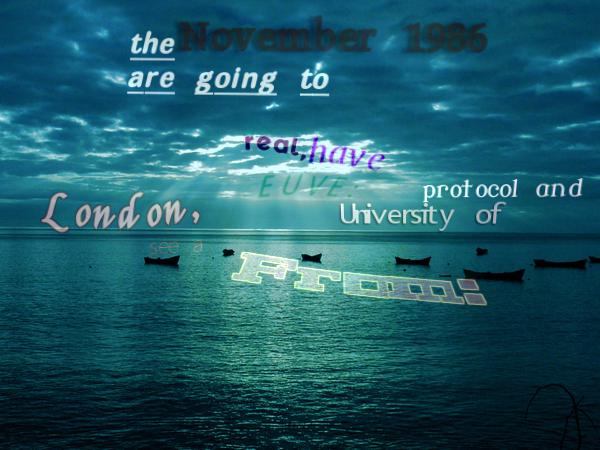 the
November 1986
are going to
real,
have
EUVE.
protocol and
London,
University of
see a
From: